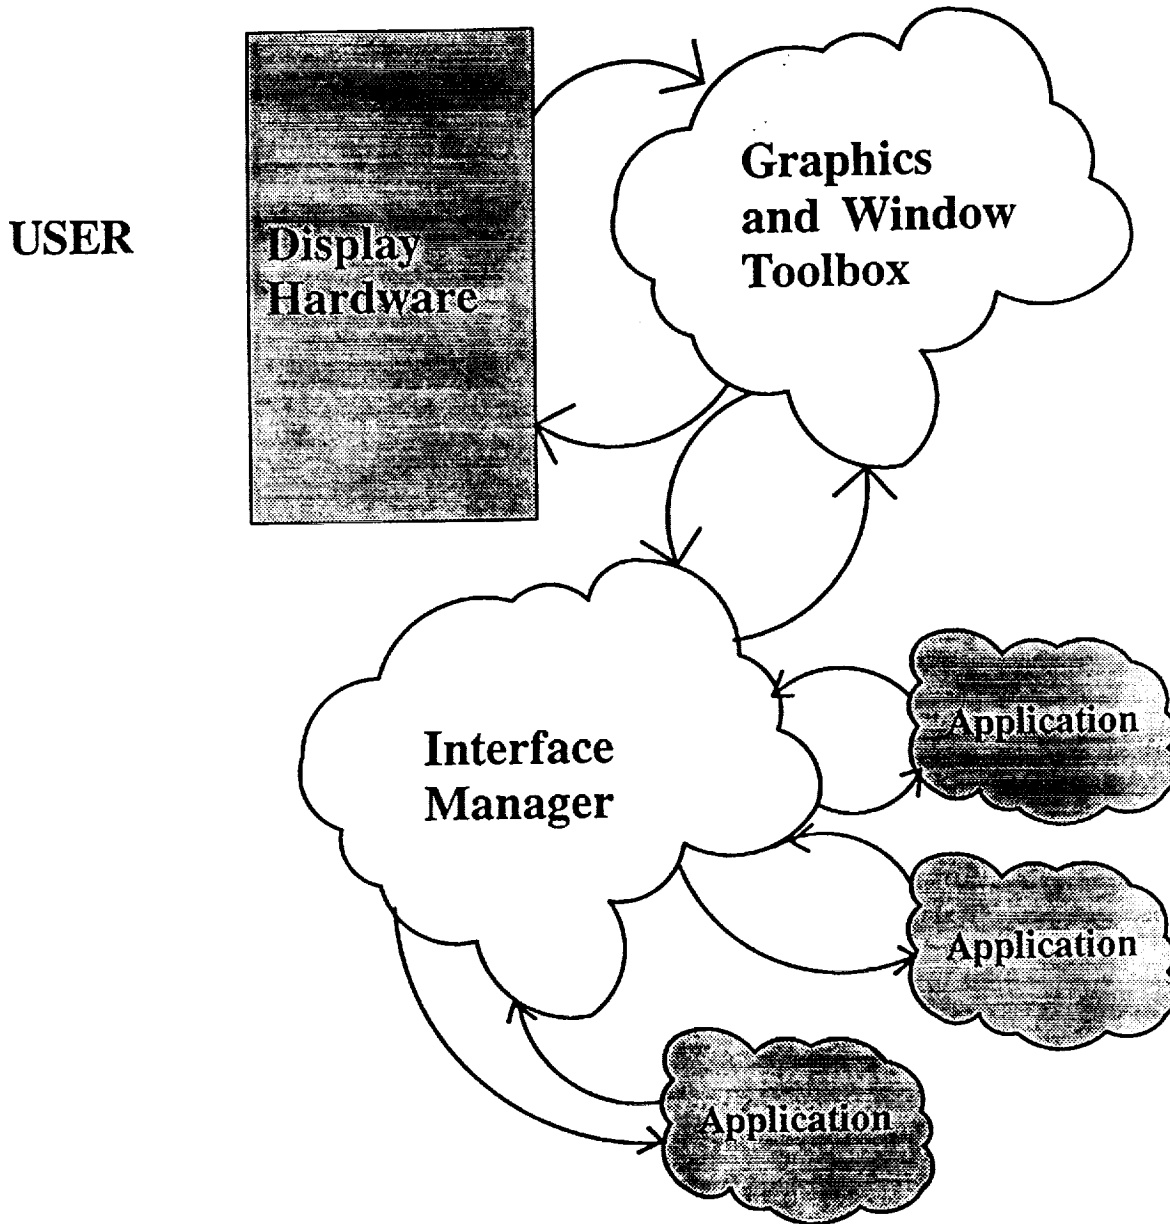 USER
Display
Hardware
Graphics
and Window
Toolbox
Interface
Manager
Application
Application
Application